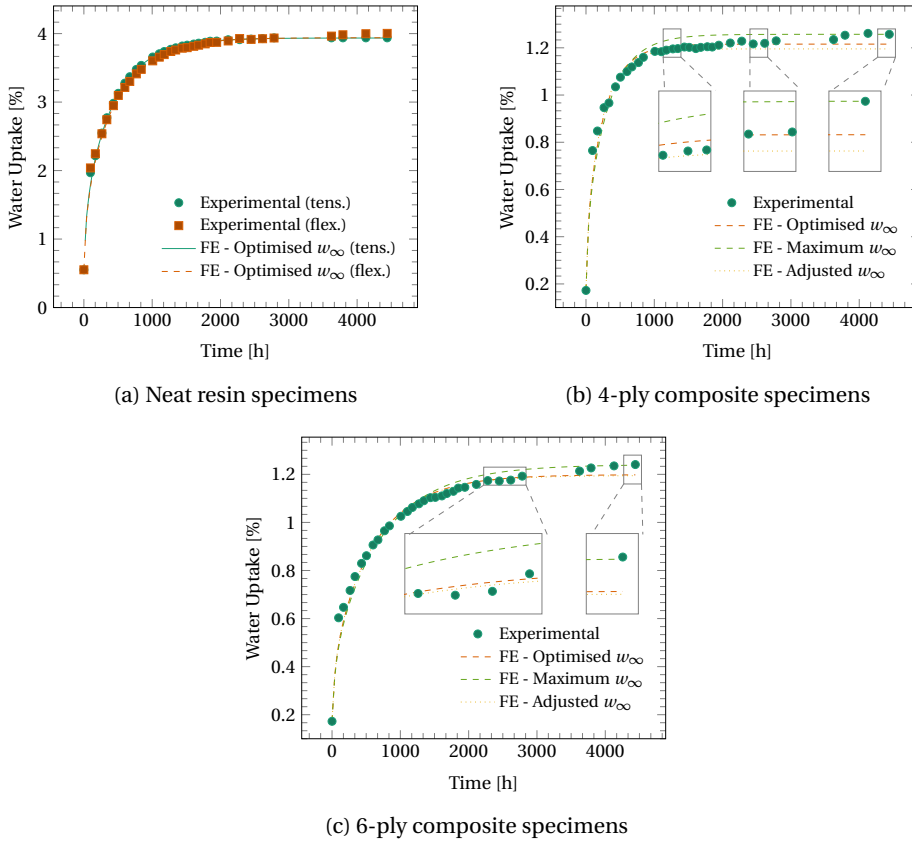 4
3
2
1
0
Water Uptake [%]
Experimental (tens.)
Experimental (flex.)
FE - Optimised w∞ (tens.)
FE - Optimised w∞ (flex.)
0 1000 2000 3000 4000
Time [h]
(a) Neat resin specimens
1.2
1
0.8
0.6
0.4
0.2
Water Uptake [%]
Experimental
FE - Optimised w∞
FE - Maximum w∞
FE - Adjusted w∞
0 1000 2000 3000 4000
Time [h]
(b) 4-ply composite specimens
1.2
1
0.8
0.6
0.4
0.2
Water Uptake [%]
Experimental
FE - Optimised w∞
FE - Maximum w∞
FE - Adjusted w∞
0 1000 2000 3000 4000
Time [h]
(c) 6-ply composite specimens